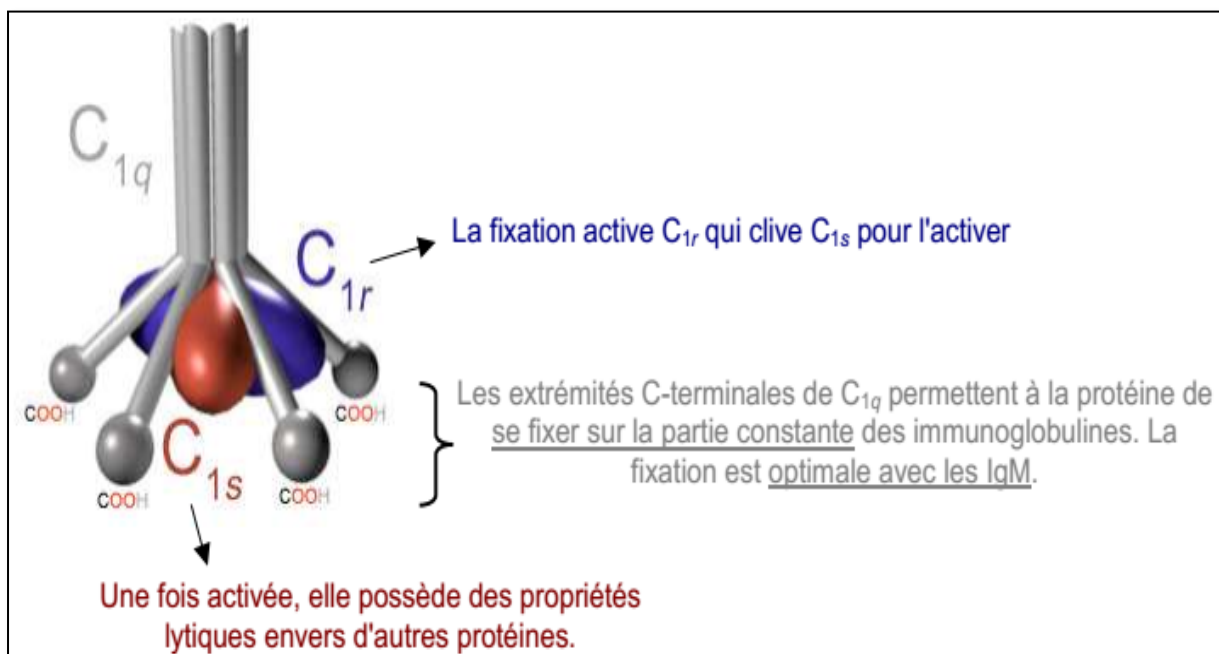 C1q
La fixation active C1r qui clive C1s pour l'activer
C1r
Les extrémités C-terminales de C1q permettent à la protéine de
se fixer sur la partie constante des immunoglobulines. La
fixation est optimale avec les IgM.
COOH
COOH
C1s
COOH
COOH
Une fois activée, elle possède des propriétés
lytiques envers d'autres protéines.